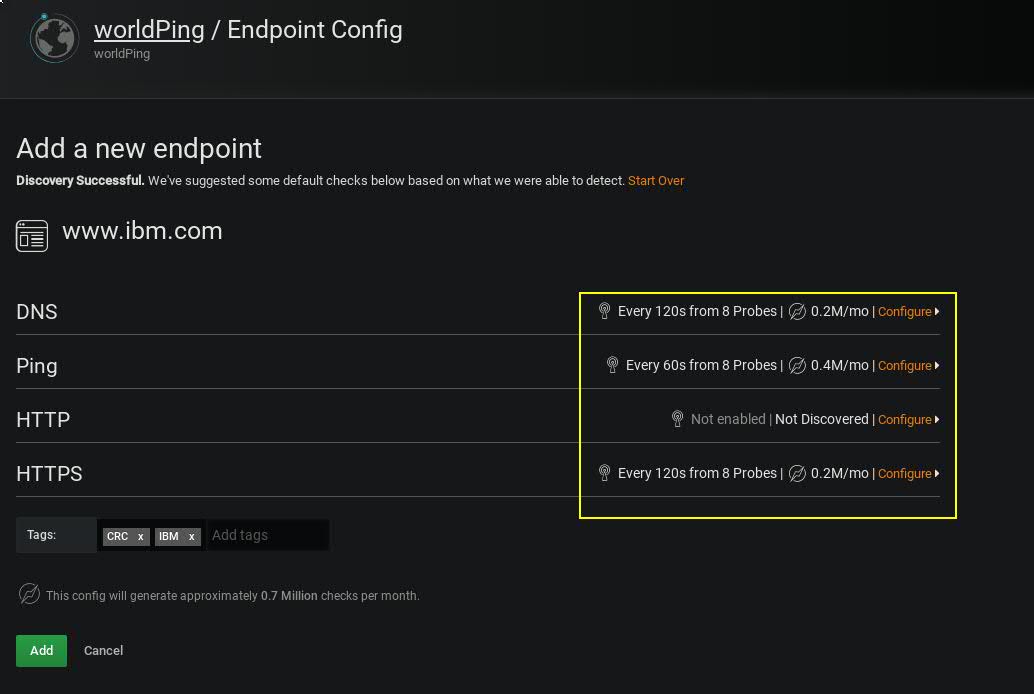 worldPing / Endpoint Config
worldPing
Add a new endpoint
Discovery Successful. We've suggested some default checks below based on what we were able to detect. Start Over
www.ibm.com
DNS Every 120s from 8 Probes | 0.2M/mo | Configure
Ping Every 60s from 8 Probes | 0.4M/mo | Configure
HTTP Not enabled | Not Discovered | Configure
HTTPS Every 120s from 8 Probes | 0.2M/mo | Configure
Tags: CRC x IBM x Add tags
This config will generate approximately 0.7 Million checks per month.
Add Cancel